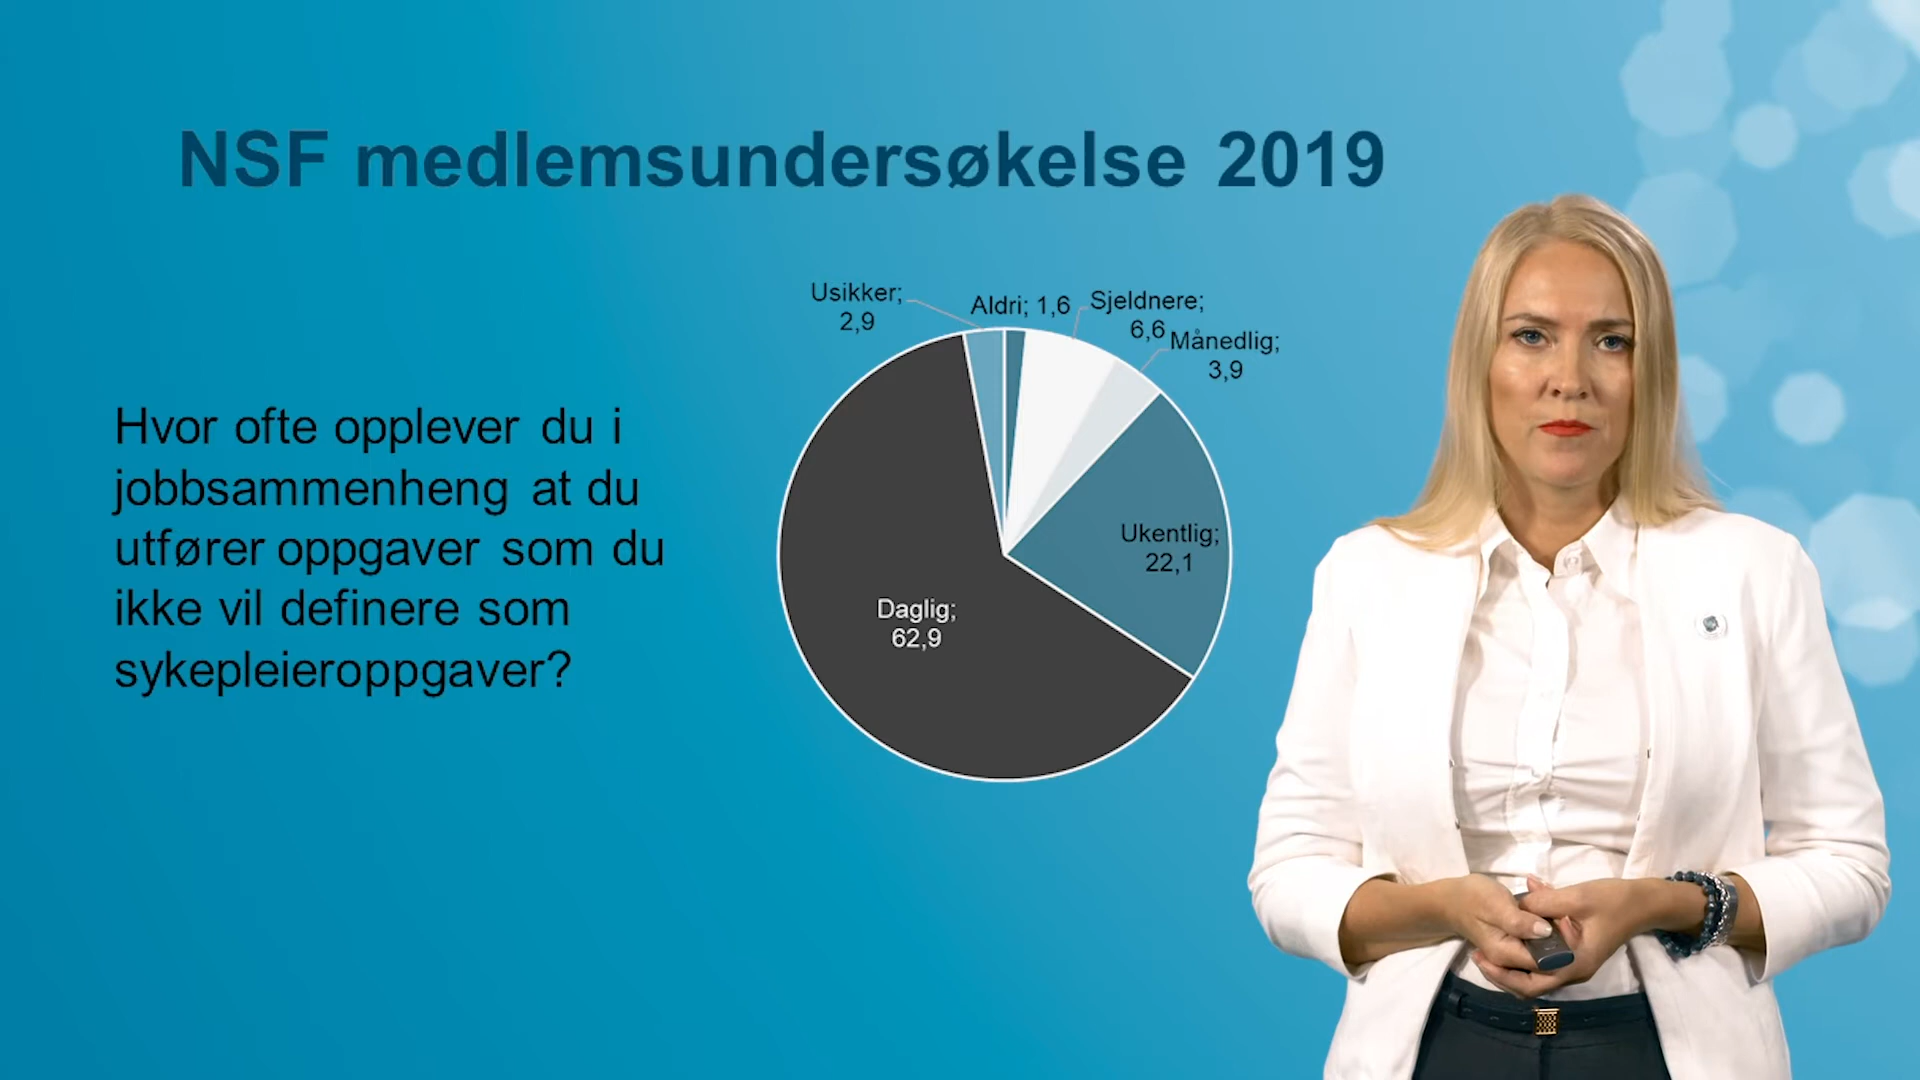 NSF medlemsundersøkelse 2019
Hvor ofte opplever du i
jobbsammenheng at du
utfører oppgaver som du
ikke vil definere som
sykepleieroppgaver?
Usikker;
2,9
Aldri; 1,6
Sjeldnere;
6,6
Månedlig;
3,9
Ukentlig;
22,1
Daglig;
62,9